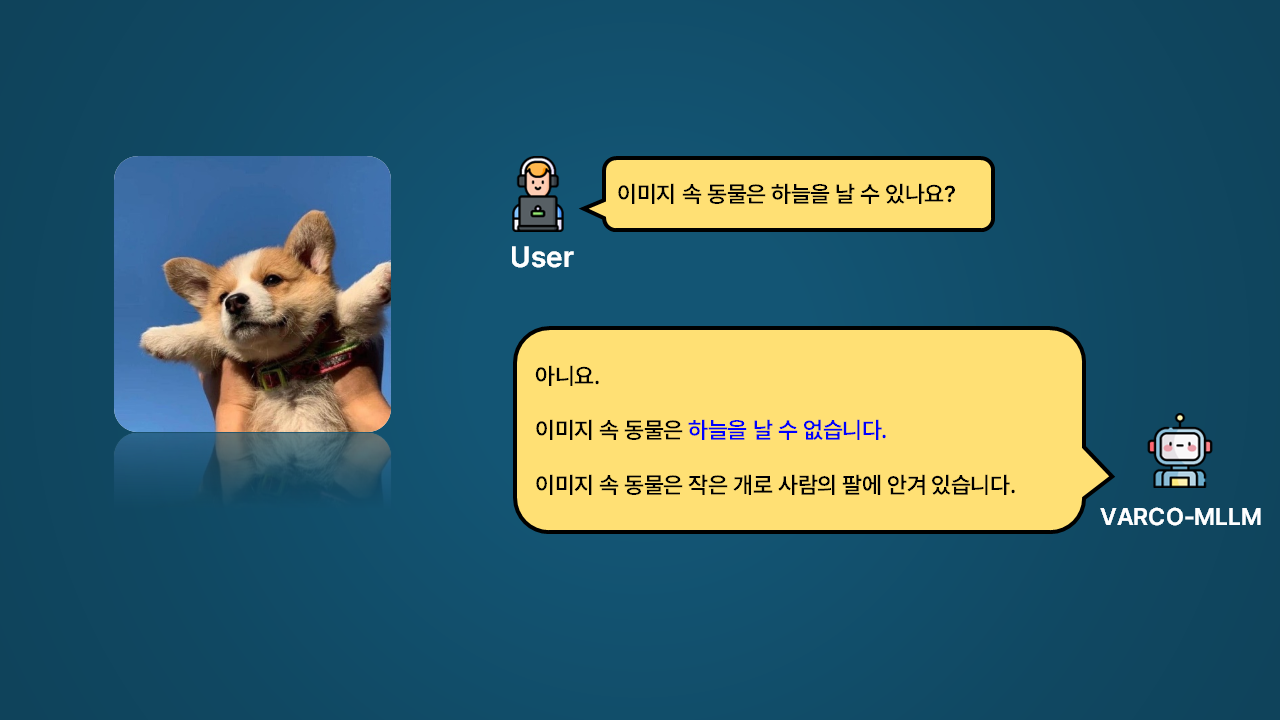 이미지 속 동물은 하늘을 날 수 있나요?
User
아니요.
이미지 속 동물은 하늘을 날 수 없습니다.
이미지 속 동물은 작은 개로 사람의 팔에 안겨 있습니다.
VARCO-MLLM